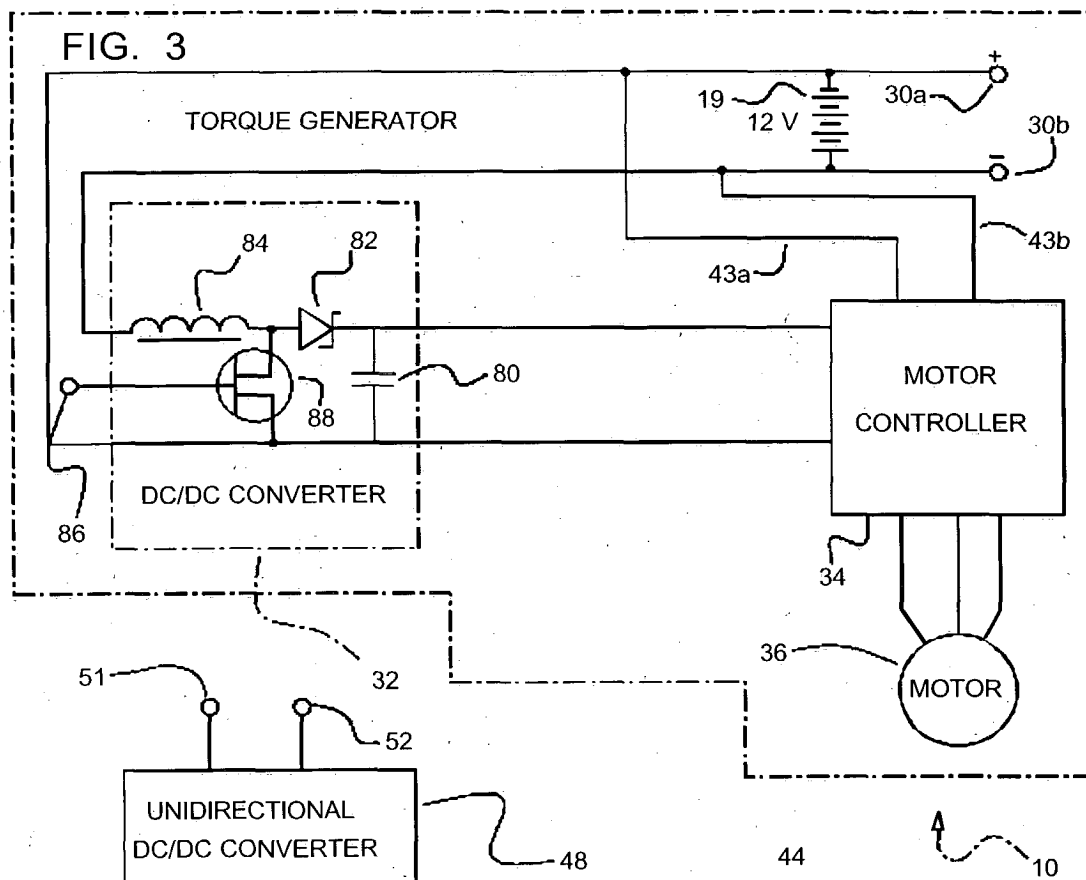 FIG. 3
+
19
30a
12 V
TORQUE GENERATOR
30b
−
84
82
43b
43a
80
MOTOR
CONTROLLER
88
DC/DC CONVERTER
86
34
36
MOTOR
32
51
52
UNIDIRECTIONAL
DC/DC CONVERTER
48
44
10